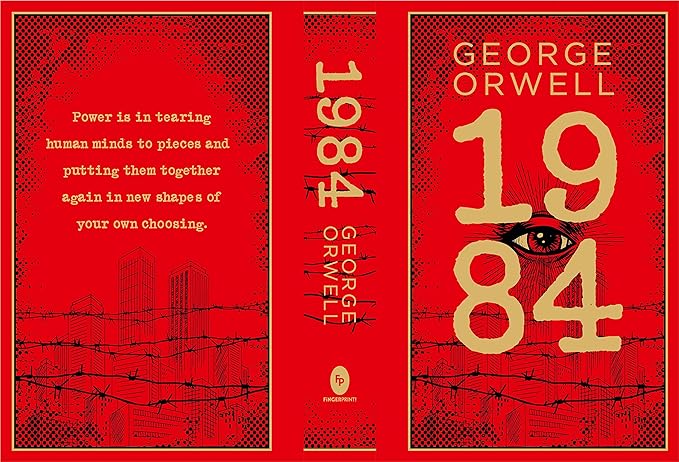 Power is in tearing
human minds to pieces and
putting them together
again in new shapes of
your own choosing.
1984
GEORGE
ORWELL
FP
FiNGERPRINT!
GEORGE
ORWELL
19
84